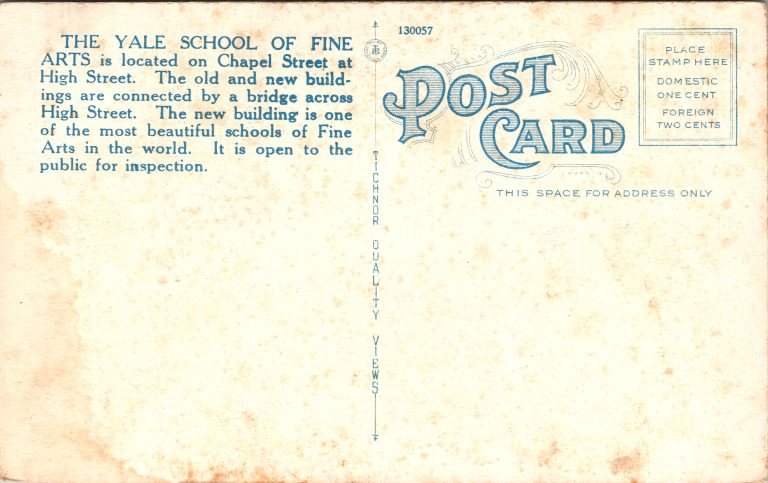 THE YALE SCHOOL OF FINE
ARTS is located on Chapel Street at
High Street. The old and new build-
ings are connected by a bridge across
High Street. The new building is one
of the most beautiful schools of Fine
Arts in the world. It is open to the
public for inspection.
TICHNOR QUALITY VIEWS
130057
POST
CARD
THIS SPACE FOR ADDRESS ONLY
PLACE
STAMP HERE
DOMESTIC
ONE CENT
FOREIGN
TWO CENTS